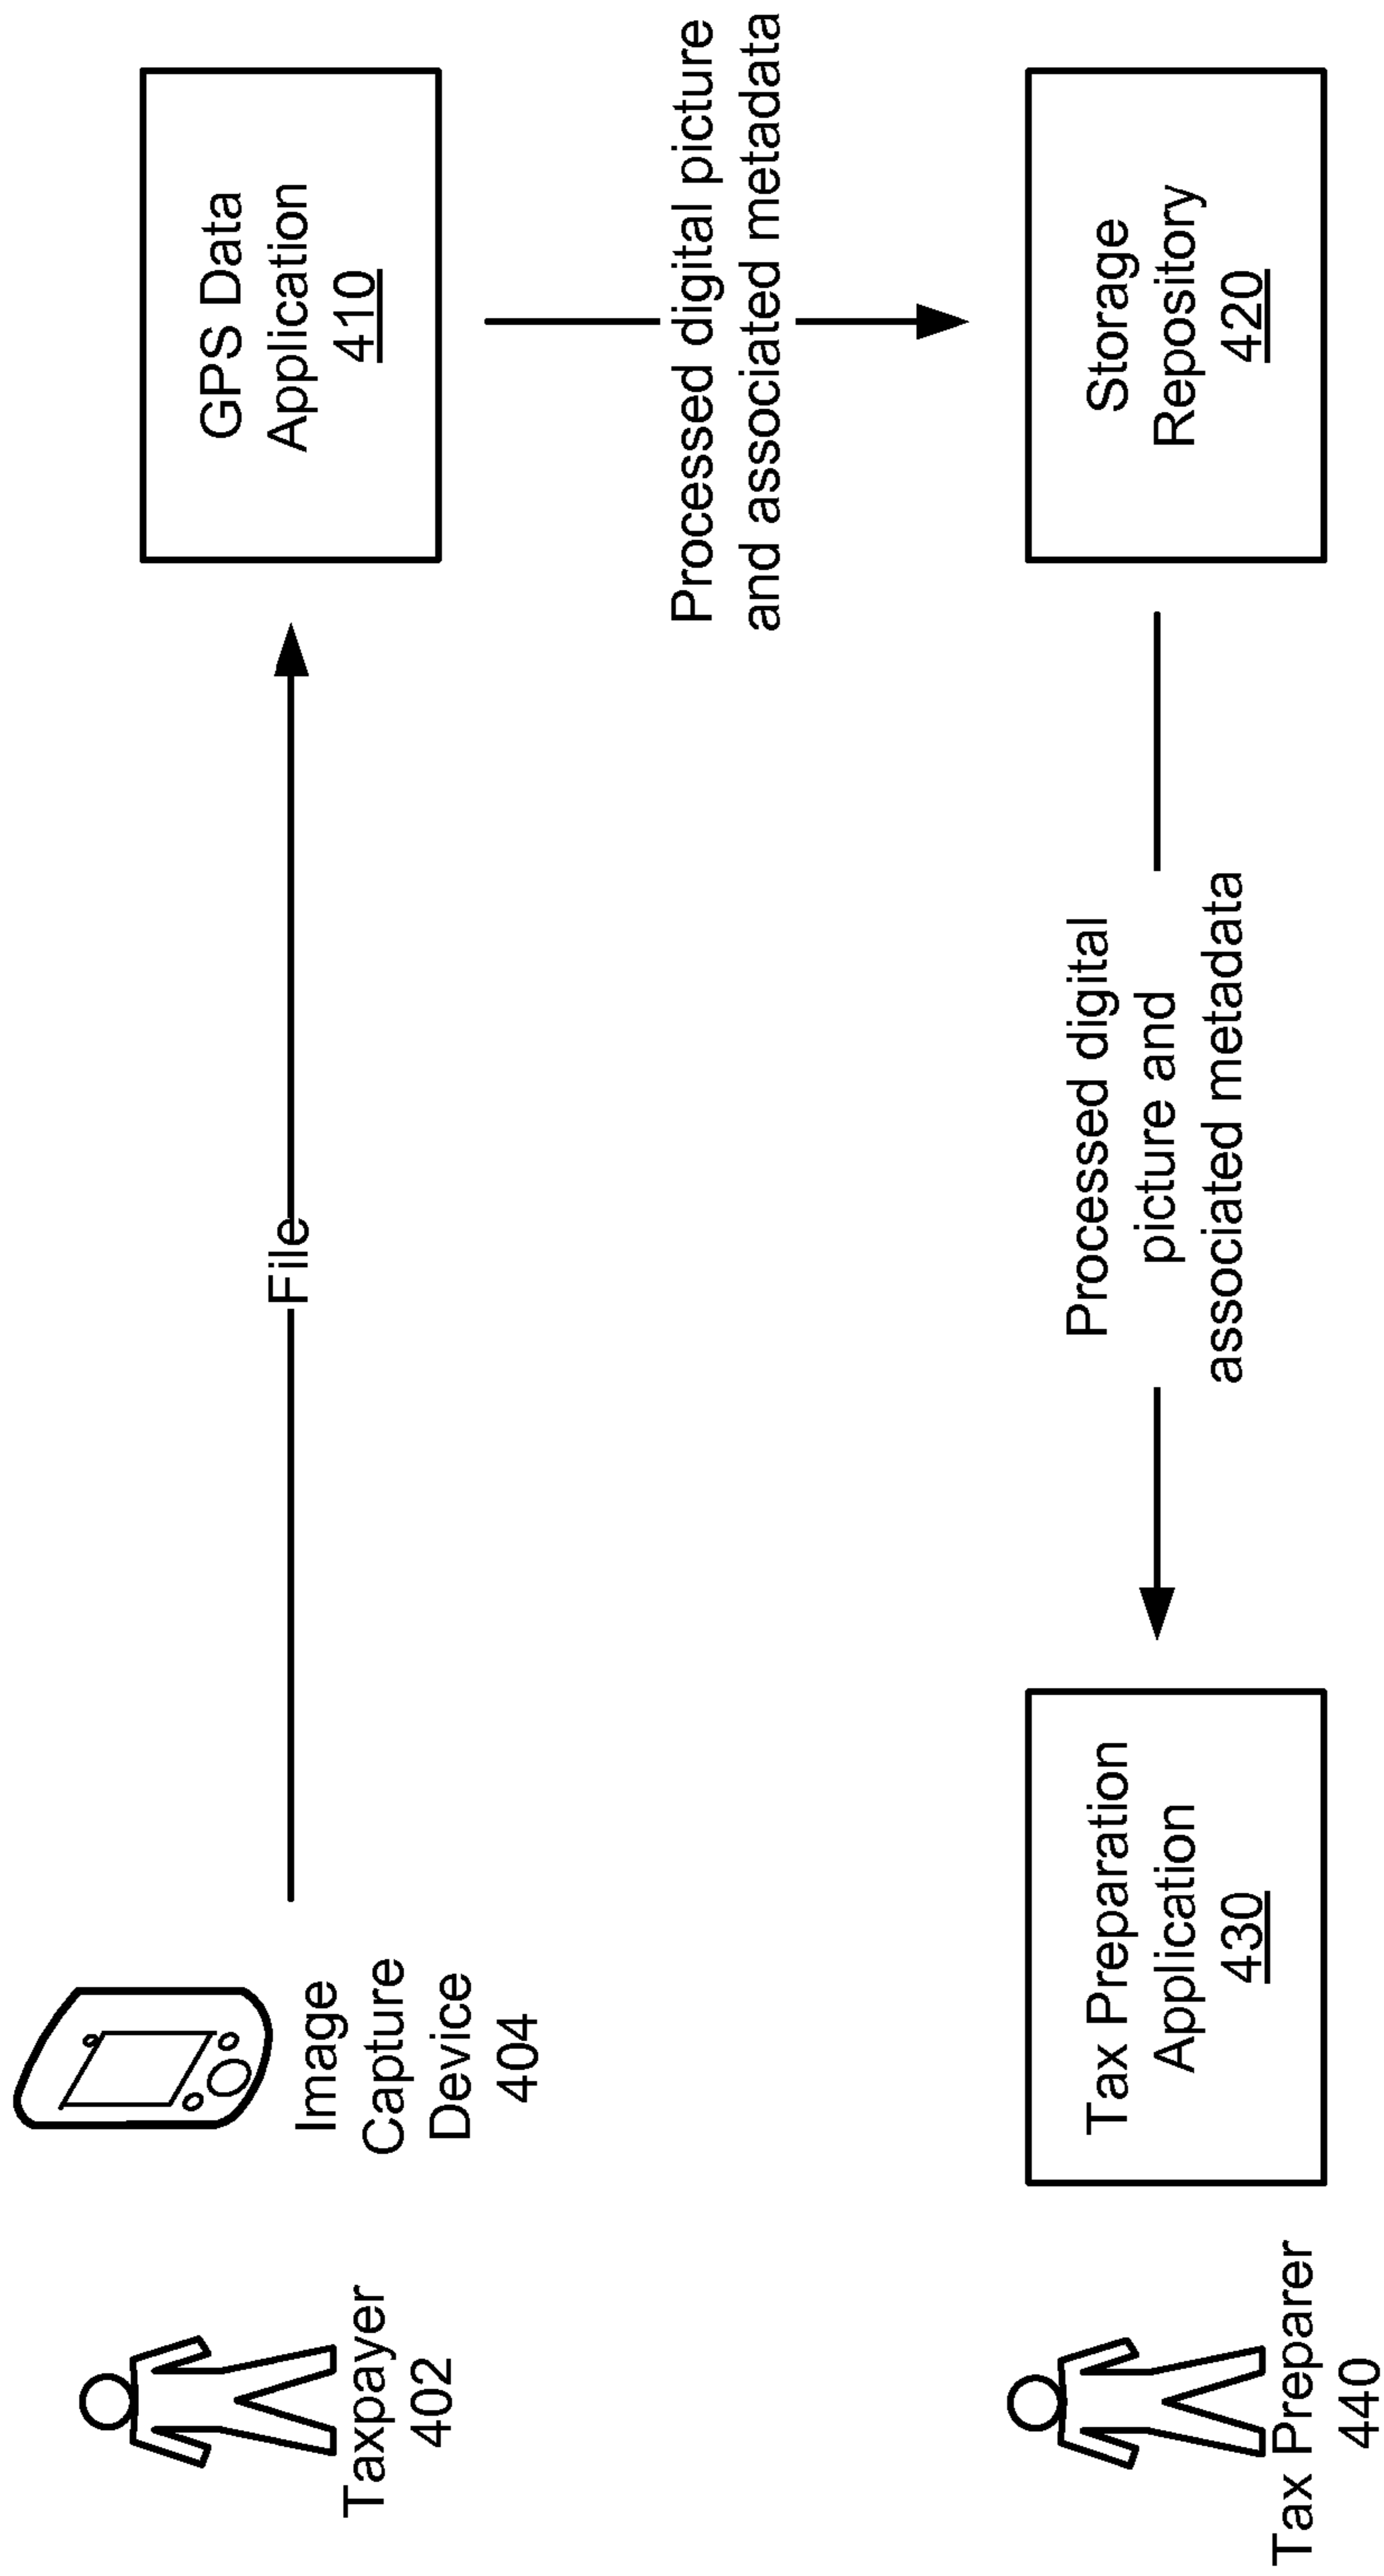 Taxpayer
402
Image
Capture
Device
404
File
GPS Data
Application
410
Processed digital picture
and associated metadata
Storage
Repository
420
Processed digital
picture and
associated metadata
Tax Preparation
Application
430
Tax Preparer
440